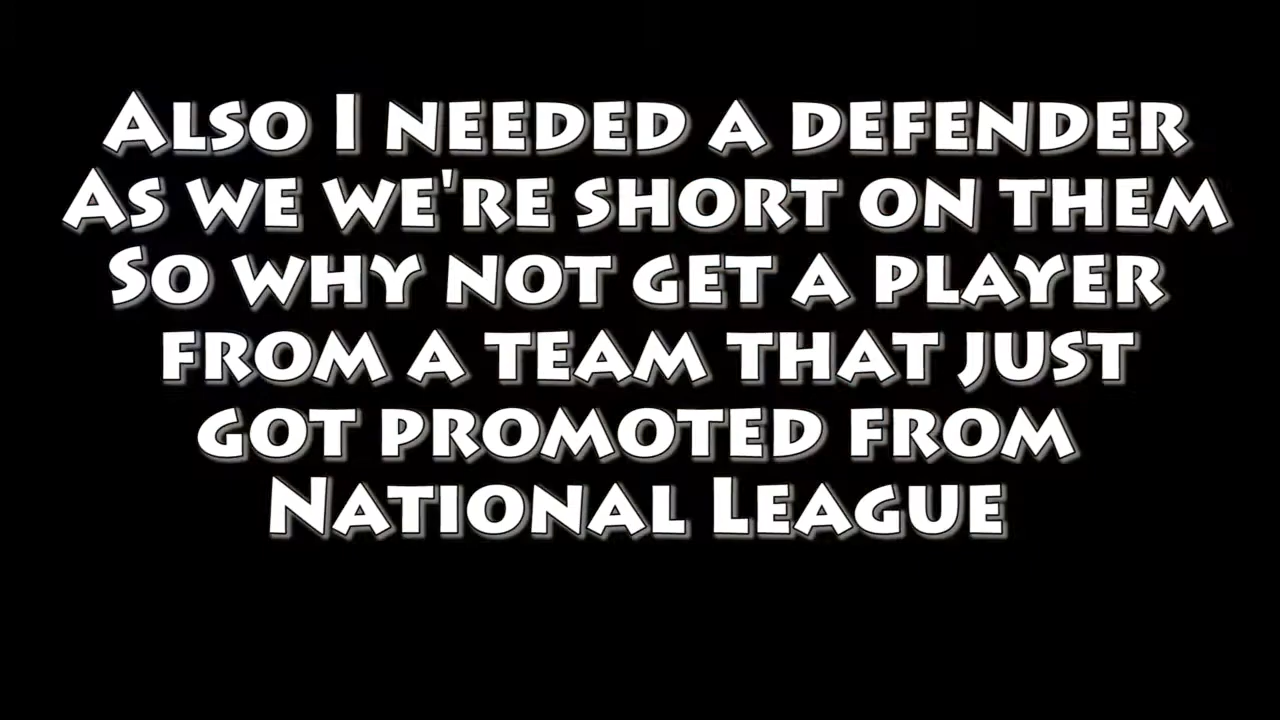 Also I needed a defender
As we we're short on them
So why not get a player
from a team that just
got promoted from
National League